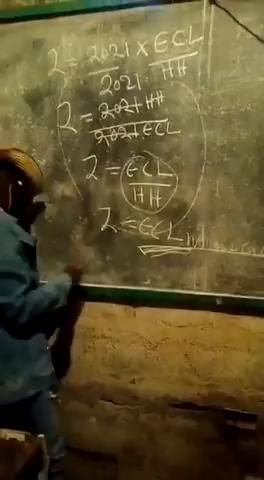 2 = 2021 × ECL
2021 HH
2 = 2021 HH
2021 ECL
2 = ECL
HH
2 = ECL